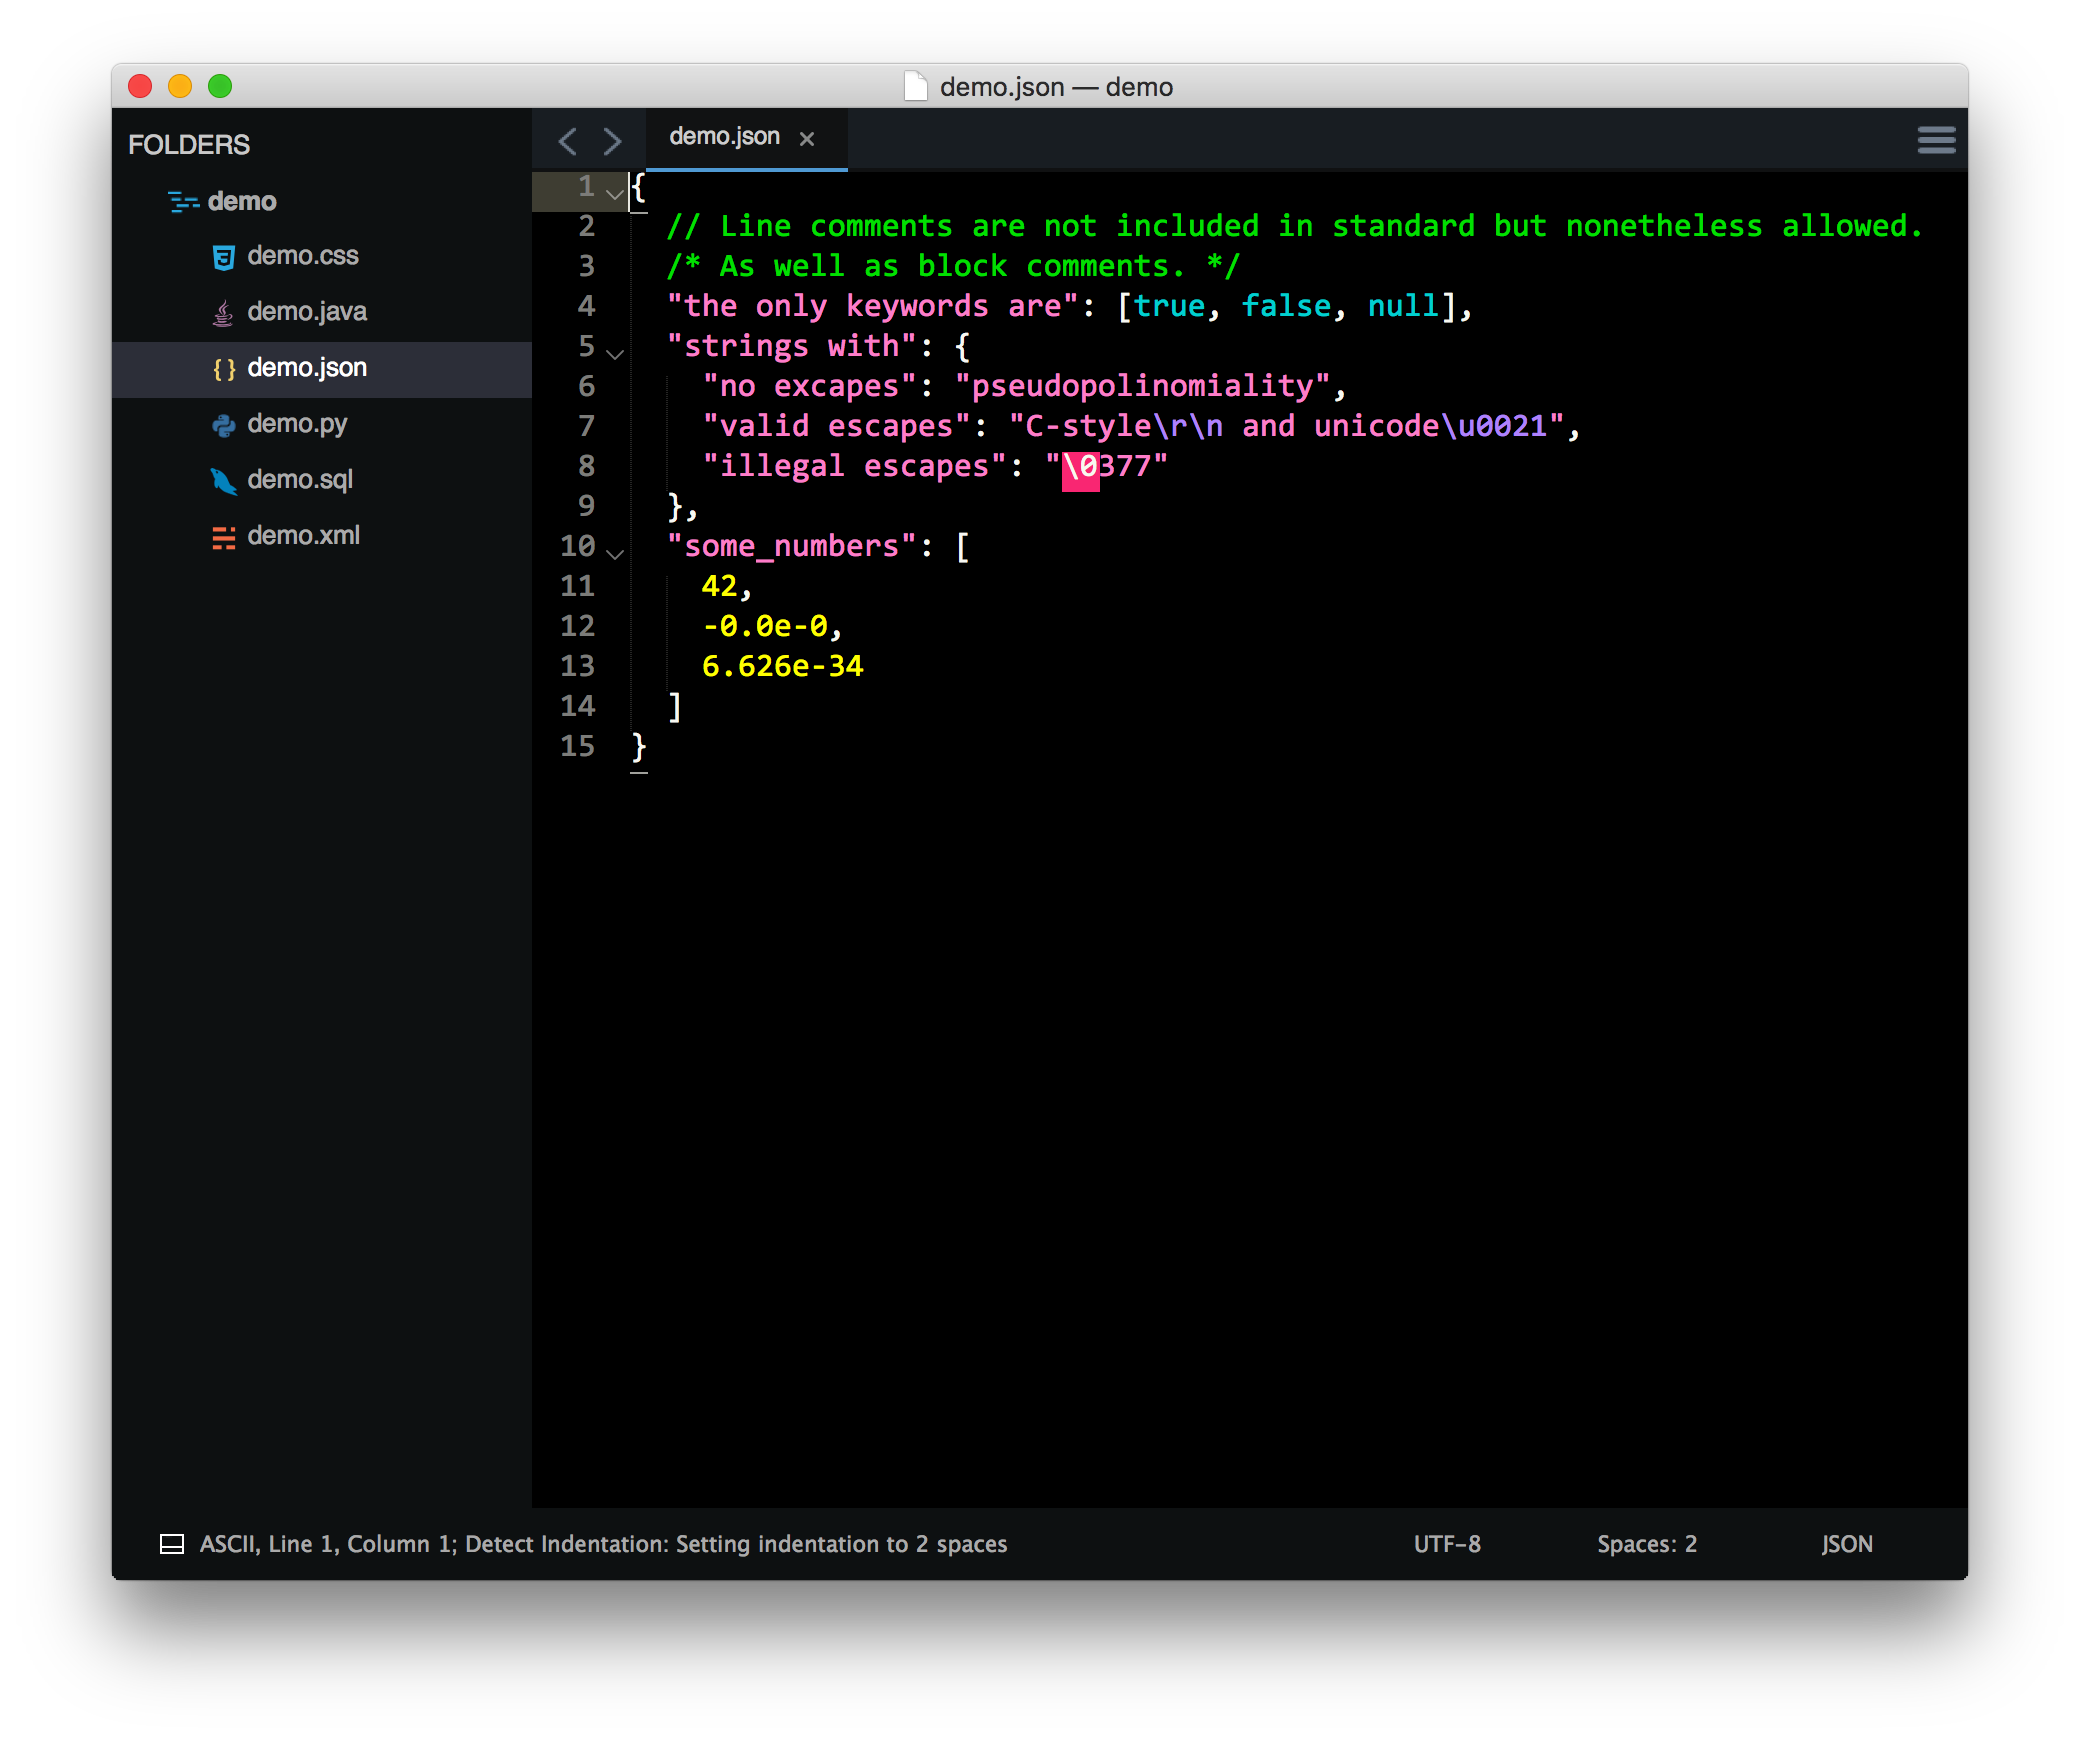 demo.json — demo
FOLDERS
demo
demo.css
demo.java
demo.json
demo.py
demo.sql
demo.xml
demo.json ×
1 {
2 // Line comments are not included in standard but nonetheless allowed.
3 /* As well as block comments. */
4 "the only keywords are": [true, false, null],
5 "strings with": {
6 "no excapes": "pseudopolinomiality",
7 "valid escapes": "C-style\r\n and unicode\u0021",
8 "illegal escapes": "\0377"
9 },
10 "some_numbers": [
11 42,
12 -0.0e-0,
13 6.626e-34
14 ]
15 }
ASCII, Line 1, Column 1; Detect Indentation: Setting indentation to 2 spaces
UTF-8
Spaces: 2
JSON